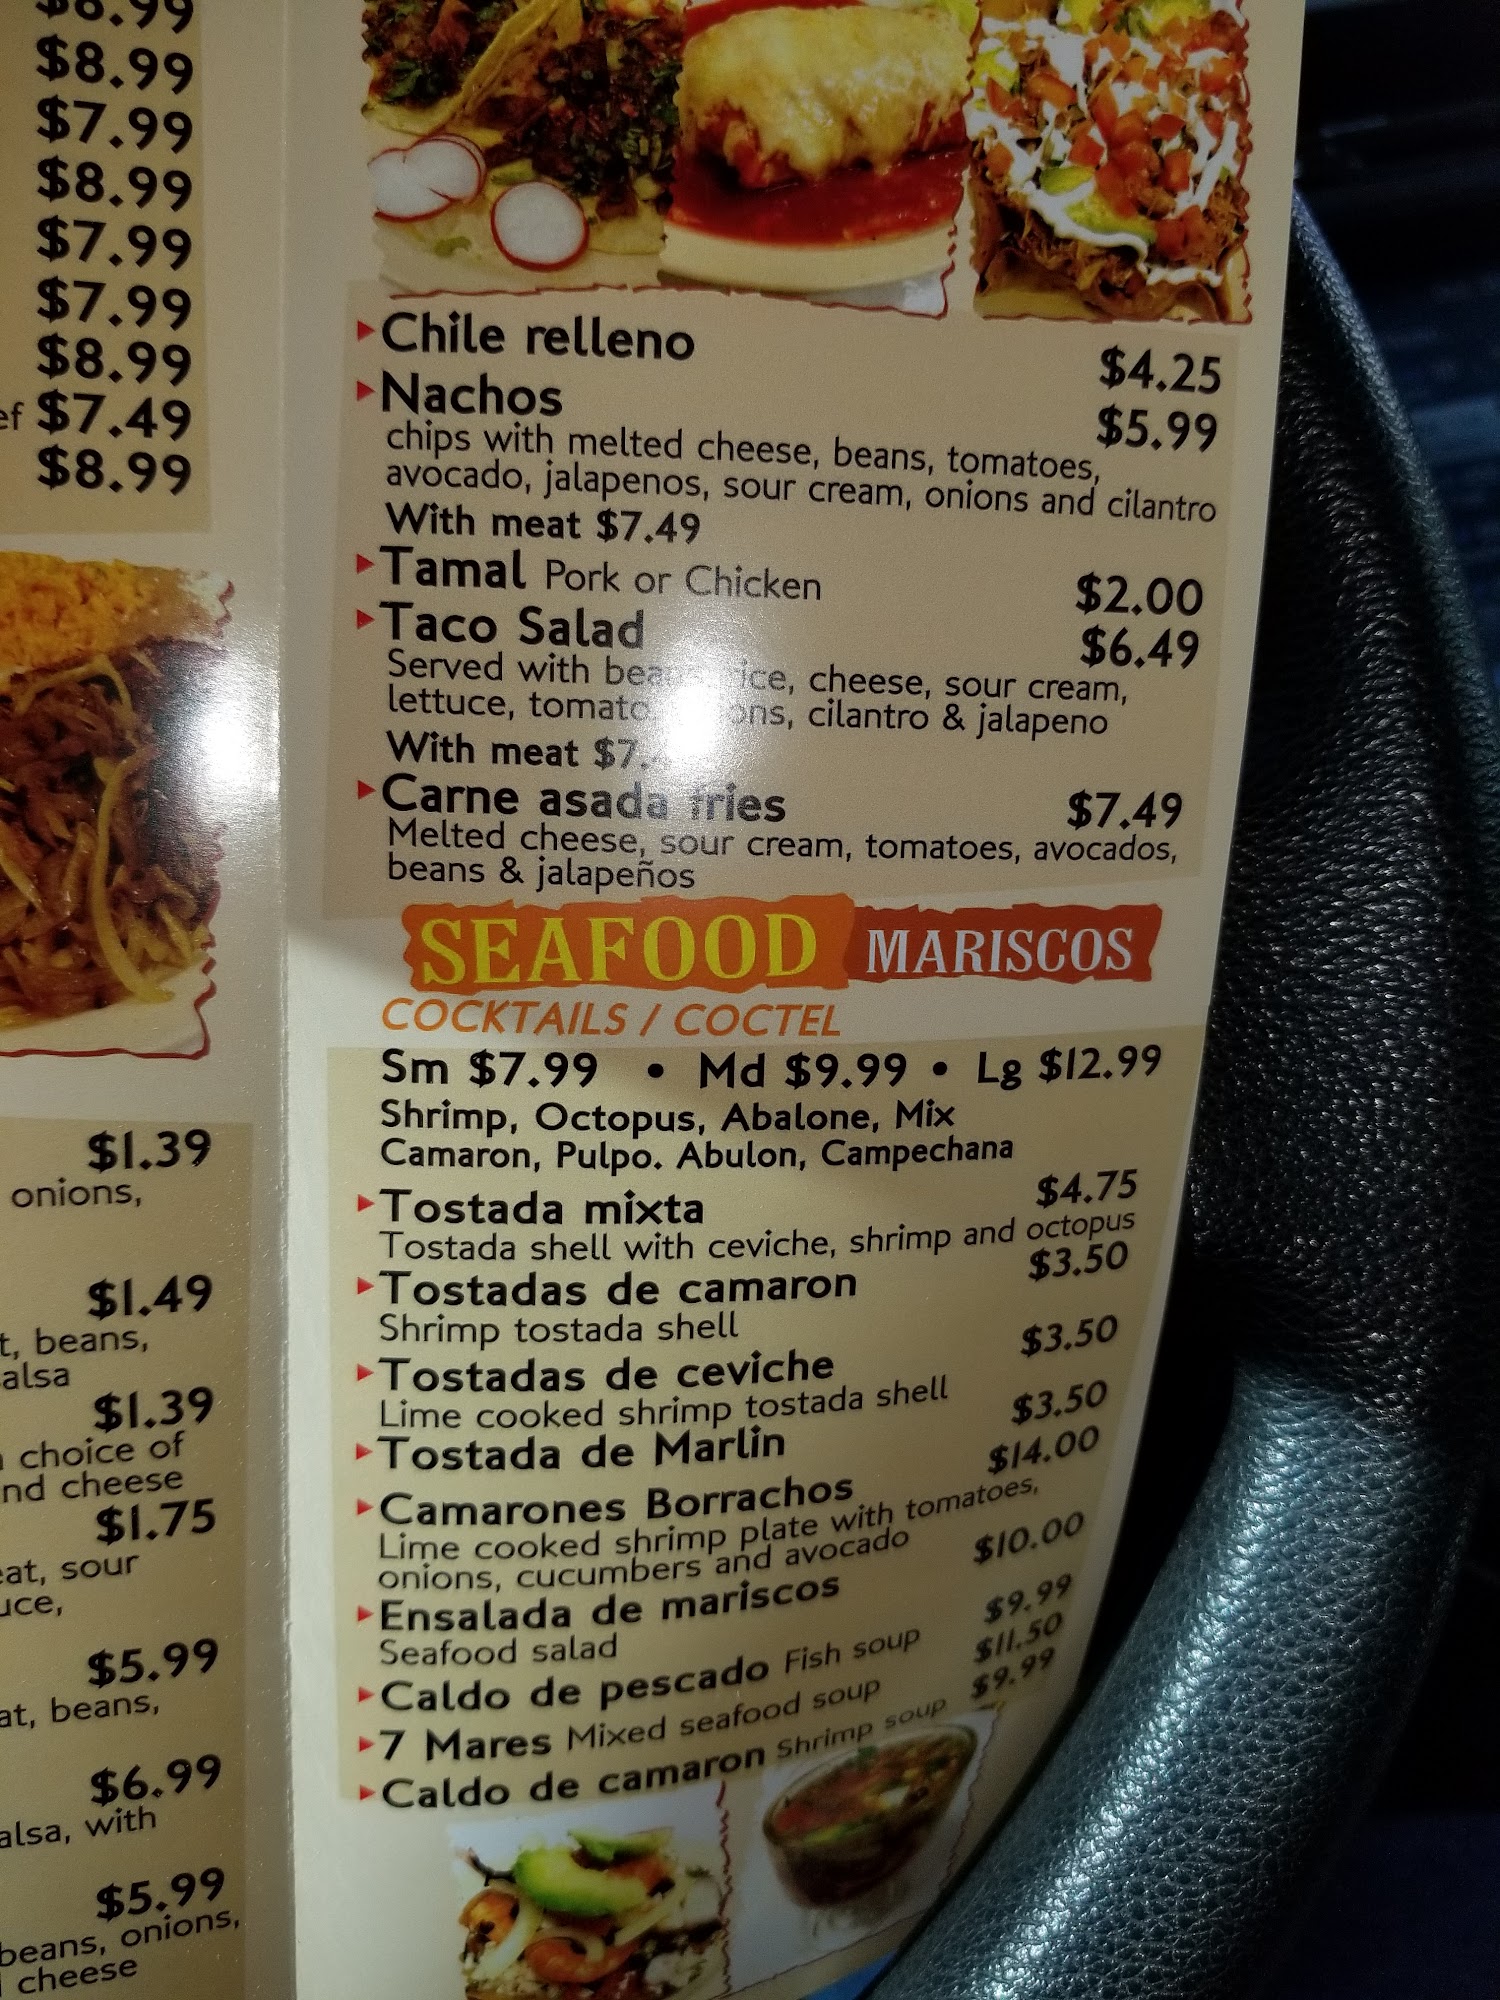 $8.99
$7.99
$8.99
$7.99
$7.99
$8.99
ef $7.49
$8.99
$1.39
onions,
$1.49
t, beans,
alsa
$1.39
choice of
nd cheese
$1.75
eat, sour
uce,
$5.99
at, beans,
$6.99
alsa, with
$5.99
beans, onions,
cheese
Chile relleno $4.25
Nachos $5.99
chips with melted cheese, beans, tomatoes,
avocado, jalapenos, sour cream, onions and cilantro
With meat $7.49
Tamal Pork or Chicken $2.00
Taco Salad $6.49
Served with cheese, sour cream,
lettuce, cilantro & jalapeno
With meat
Carne asada fries $7.49
Melted cheese, sour cream, tomatoes, avocados,
beans & jalapeños
SEAFOOD MARISCOS
COCKTAILS / COCTEL
Sm $7.99 • Md $9.99 • Lg $12.99
Shrimp, Octopus, Abalone, Mix
Camaron, Pulpo. Abulon, Campechana
Tostada mixta $4.75
Tostada shell with ceviche, shrimp and octopus
Tostadas de camaron $3.50
Shrimp tostada shell
Tostadas de ceviche $3.50
Lime cooked shrimp tostada shell
Tostada de Marlin $3.50
Camarones Borrachos $14.00
Lime cooked shrimp plate with tomatoes,
onions, cucumbers and avocado
Ensalada de mariscos $10.00
Seafood salad
Caldo de pescado Fish soup $9.99
7 Mares Mixed seafood soup $11.50
Caldo de camaron Shrimp soup $9.99